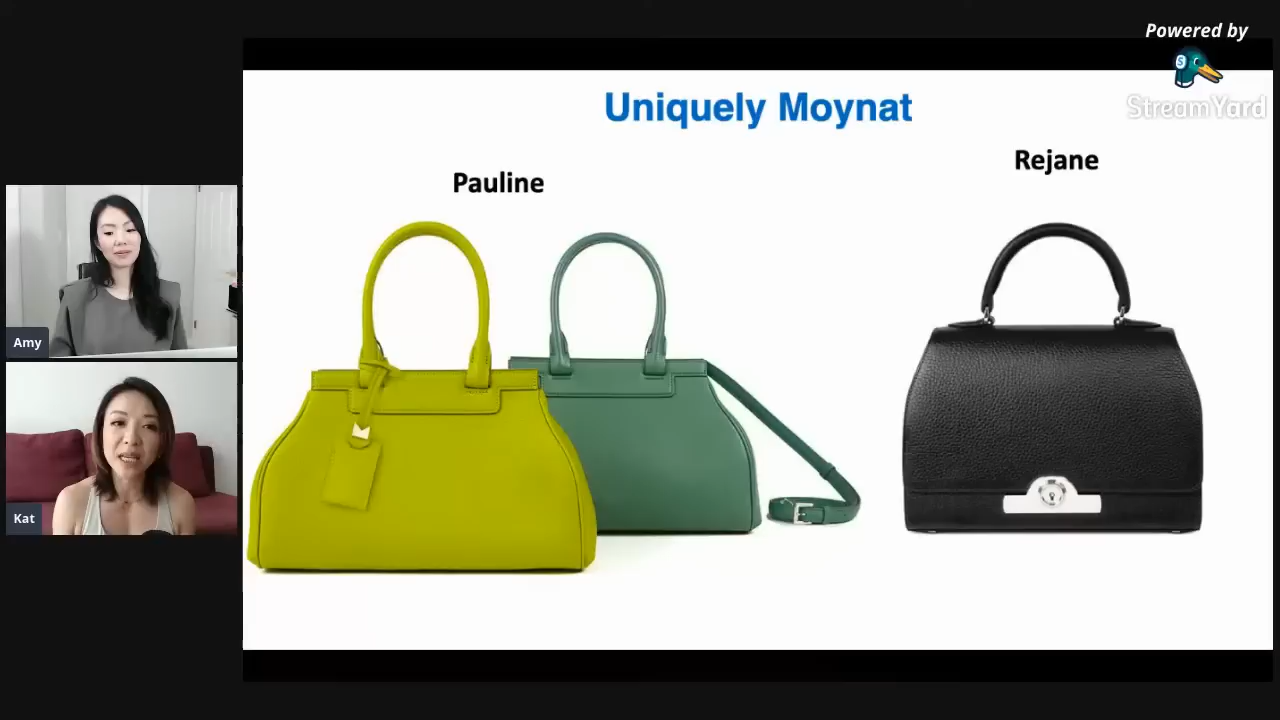 Powered by
StreamYard
Uniquely Moynat
Pauline
Rejane
Amy
Kat